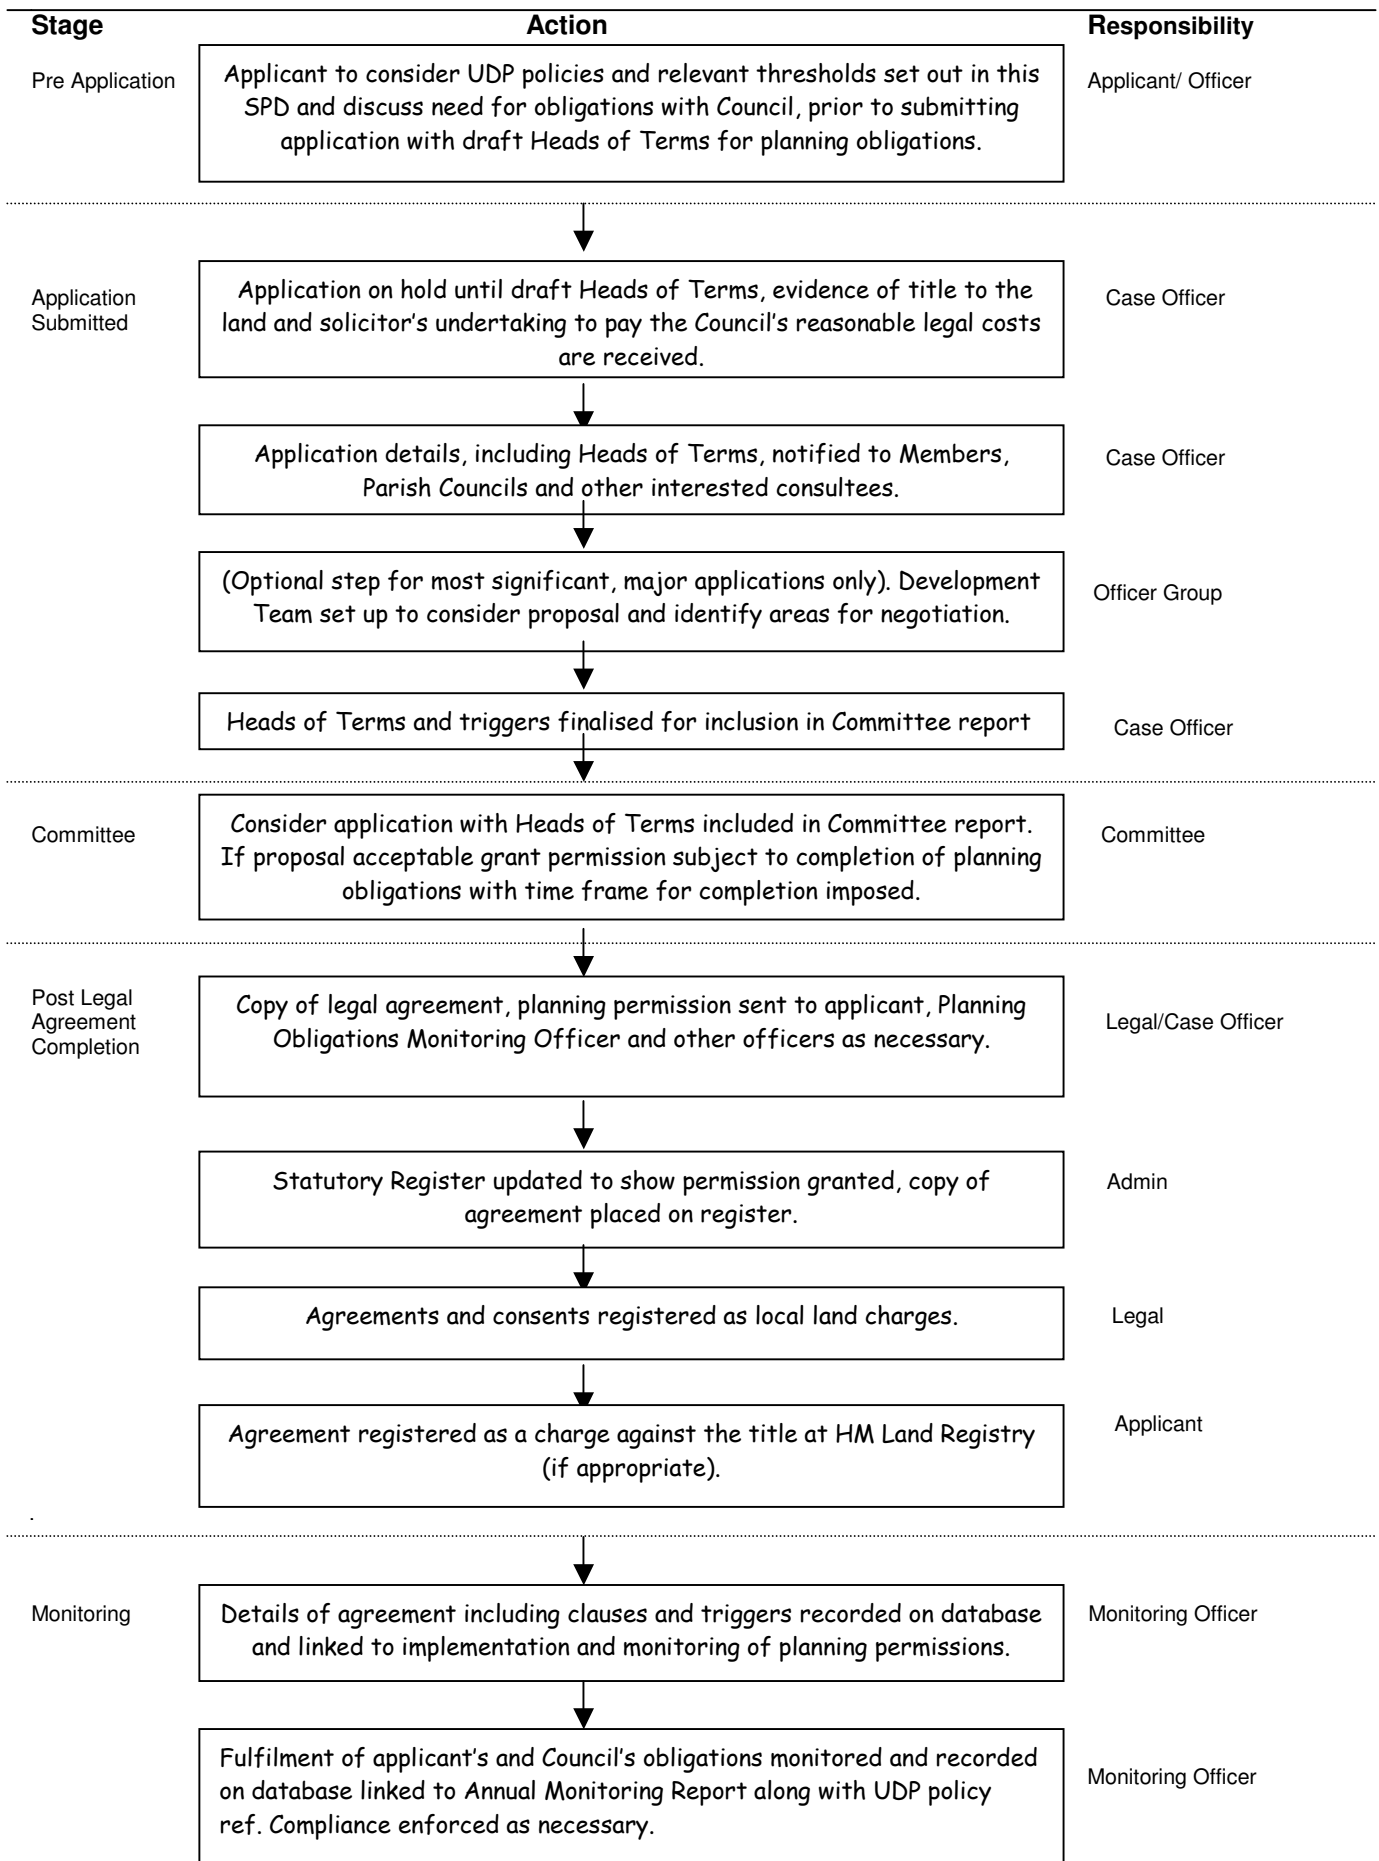 Stage Action Responsibility
Pre Application
Applicant to consider UDP policies and relevant thresholds set out in this
SPD and discuss need for obligations with Council, prior to submitting
application with draft Heads of Terms for planning obligations.
Applicant/ Officer
Application
Submitted
Application on hold until draft Heads of Terms, evidence of title to the
land and solicitor's undertaking to pay the Council's reasonable legal costs
are received.
Case Officer
Application details, including Heads of Terms, notified to Members,
Parish Councils and other interested consultees.
Case Officer
(Optional step for most significant, major applications only). Development
Team set up to consider proposal and identify areas for negotiation.
Officer Group
Heads of Terms and triggers finalised for inclusion in Committee report
Case Officer
Committee
Consider application with Heads of Terms included in Committee report.
If proposal acceptable grant permission subject to completion of planning
obligations with time frame for completion imposed.
Committee
Post Legal
Agreement
Completion
Copy of legal agreement, planning permission sent to applicant, Planning
Obligations Monitoring Officer and other officers as necessary.
Legal/Case Officer
Statutory Register updated to show permission granted, copy of
agreement placed on register.
Admin
Agreements and consents registered as local land charges.
Legal
Agreement registered as a charge against the title at HM Land Registry
(if appropriate).
Applicant
.
Monitoring
Details of agreement including clauses and triggers recorded on database
and linked to implementation and monitoring of planning permissions.
Monitoring Officer
Fulfilment of applicant's and Council's obligations monitored and recorded
on database linked to Annual Monitoring Report along with UDP policy
ref. Compliance enforced as necessary.
Monitoring Officer